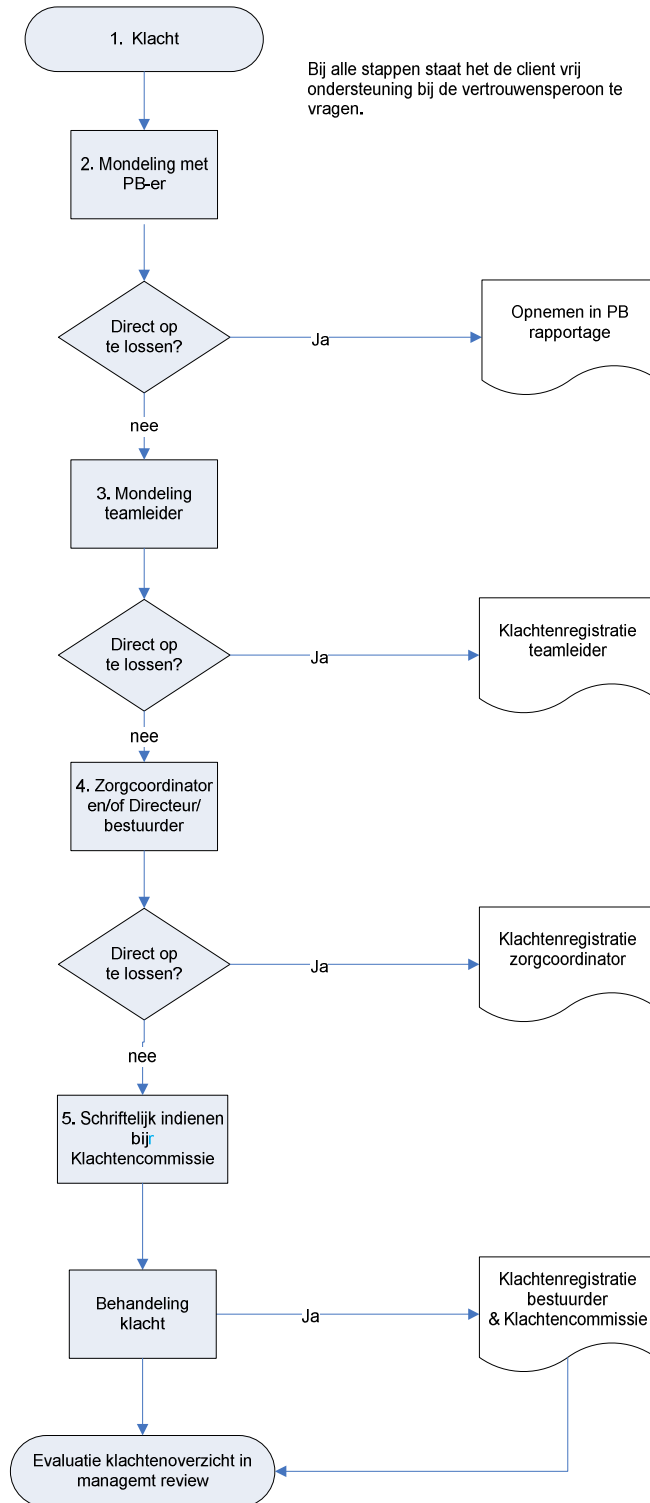 1. Klacht
Bij alle stappen staat het de client vrij
ondersteuning bij de vertrouwensperoon te
vragen.
2. Mondeling met
PB-er
Direct op
te lossen?
Ja
Opnemen in PB
rapportage
nee
3. Mondeling
teamleider
Direct op
te lossen?
Ja
Klachtenregistratie
teamleider
nee
4. Zorgcoordinator
en/of Directeur/
bestuurder
Direct op
te lossen?
Ja
Klachtenregistratie
zorgcoordinator
nee
5. Schriftelijk indienen
bijr
Klachtencommissie
Behandeling
klacht
Ja
Klachtenregistratie
bestuurder
& Klachtencommissie
Evaluatie klachtenoverzicht in
managemt review